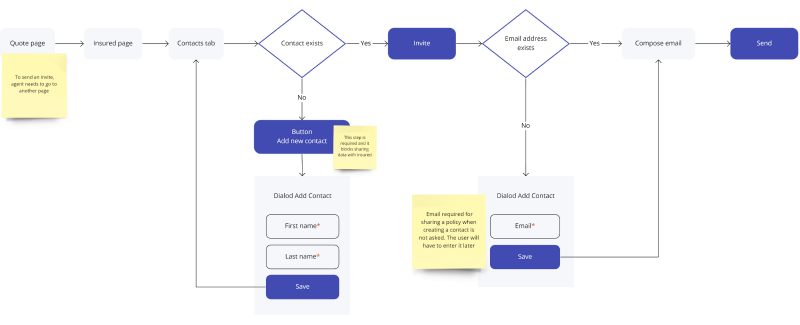 Quote page
Insured page
Contacts tab
Contact exists
Yes
Invite
Email address
exists
Yes
Compose email
Send
To send an invite,
agent needs to go to
another page
No
No
Button
Add new contact
This step is
required and it
blocks sharing
data with insured
Dialod Add Contact
First name*
Last name*
Save
Email required for
sharing a policy when
creating a contact is
not asked. The user will
have to enter it later
Dialod Add Contact
Email*
Save